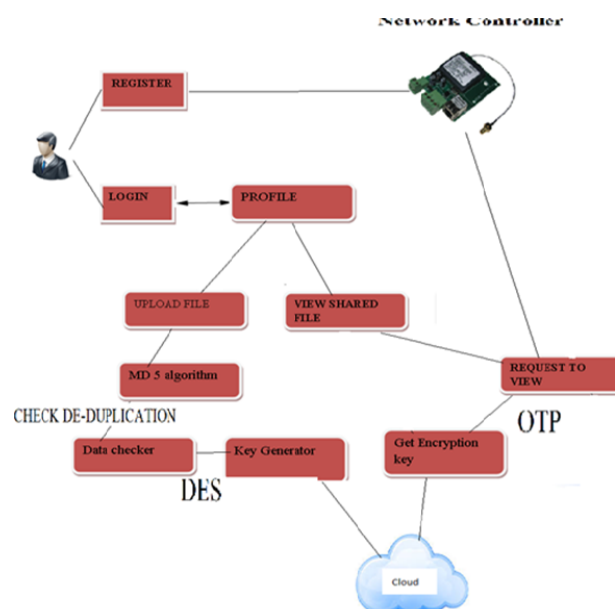 Network Controller
REGISTER
LOGIN
PROFILE
UPLOAD FILE
VIEW SHARED
FILE
MD 5 algorithm
REQUEST TO
VIEW
CHECK DE-DUPLICATION
OTP
Data checker
Key Generator
Get Encryption
key
DES
Cloud